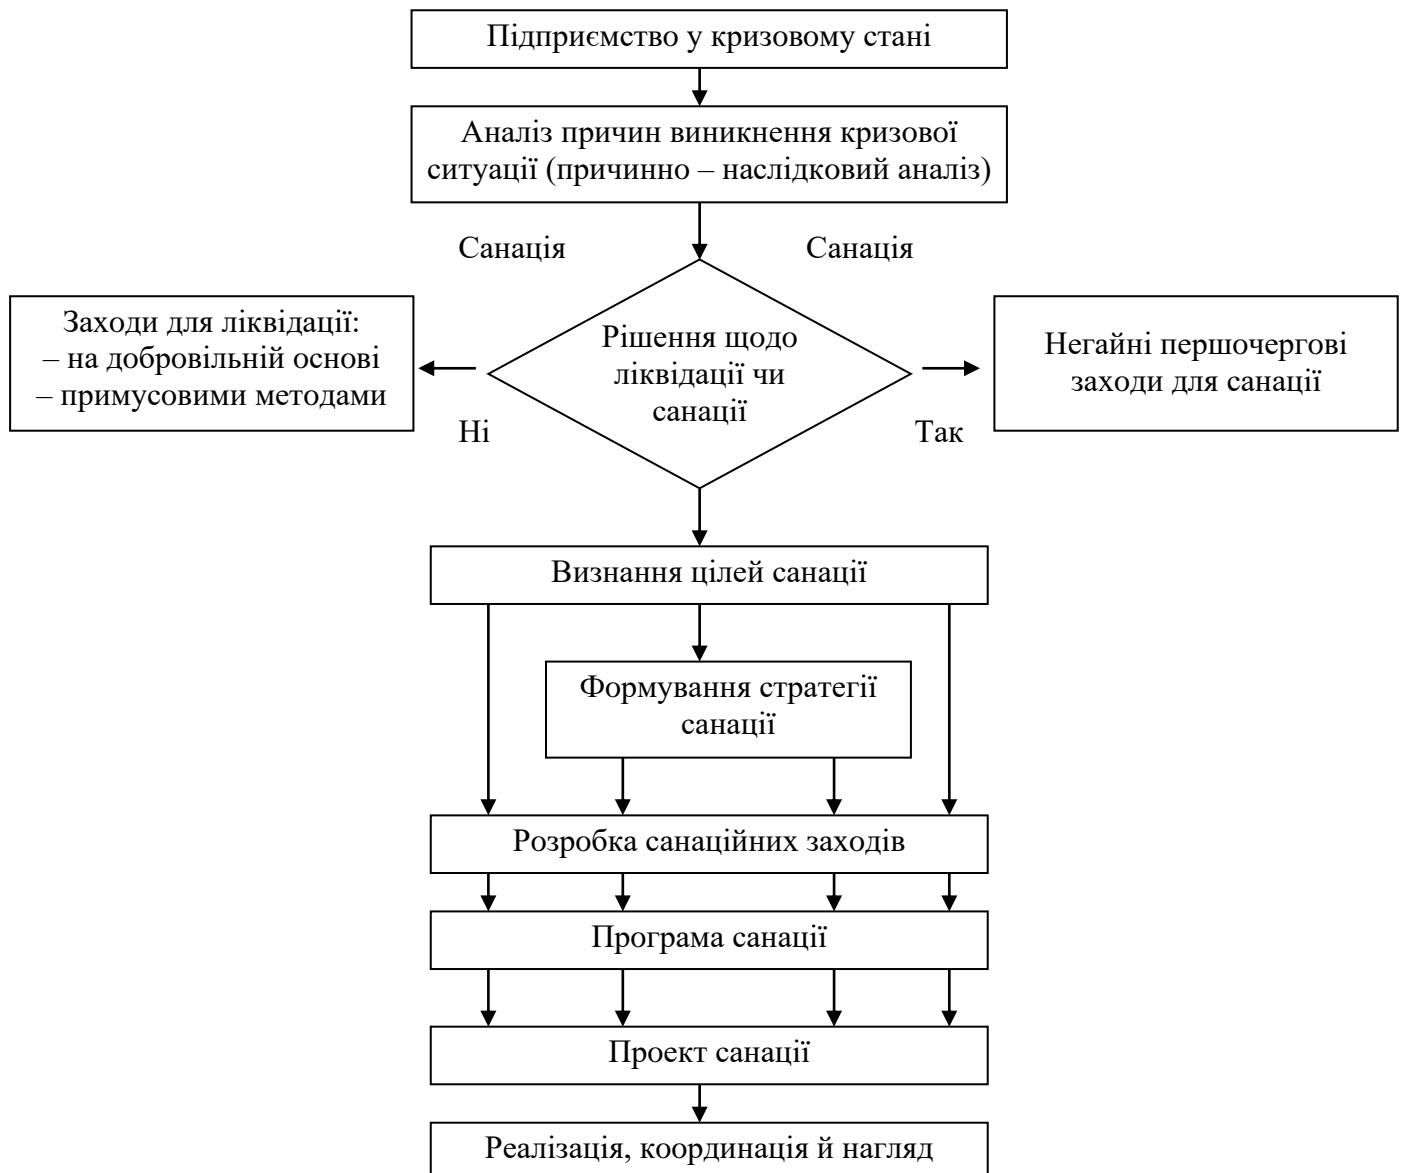 Підприємство у кризовому стані
Аналіз причин виникнення кризової
ситуації (причинно – наслідковий аналіз)
Санація
Санація
Заходи для ліквідації:
– на добровільній основі
– примусовими методами
Рішення щодо
ліквідації чи
санації
Негайні першочергові
заходи для санації
Ні
Так
Визнання цілей санації
Формування стратегії
санації
Розробка санаційних заходів
Програма санації
Проект санації
Реалізація, координація й нагляд